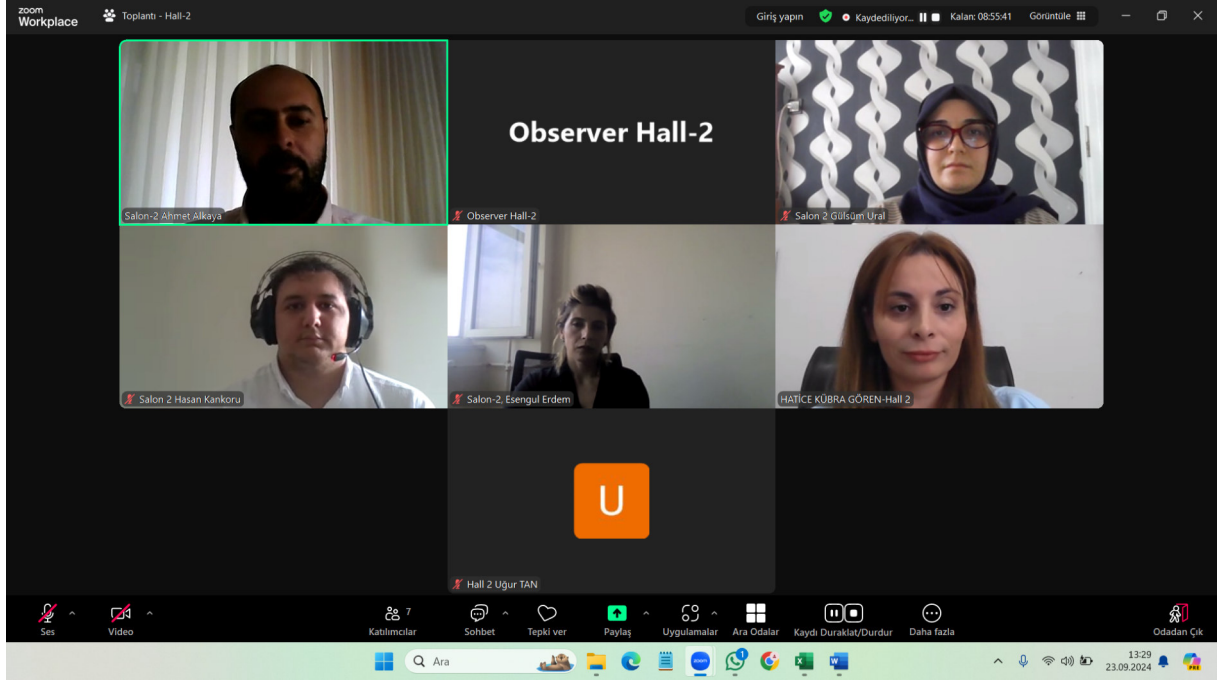 zoom
Workplace
Toplantı - Hall-2
Giriş yapın
Kaydediliyor...
Kalan: 08:55:41
Görüntüle
Salon-2 Ahmet Alkaya
Observer Hall-2
Observer Hall-2
Salon 2 Gülsüm Ural
Salon 2 Hasan Kankoru
Salon-2, Esengul Erdem
HATİCE KÜBRA GÖREN-Hall 2
U
Hall 2 Uğur TAN
Ses
Video
7
Katılımcılar
Sohbet
Tepki ver
Paylaş
Uygulamalar
Ara Odalar
Kaydı Duraklat/Durdur
Daha fazla
Odadan Çık
Ara
zoom
13:29
23.09.2024
PRE